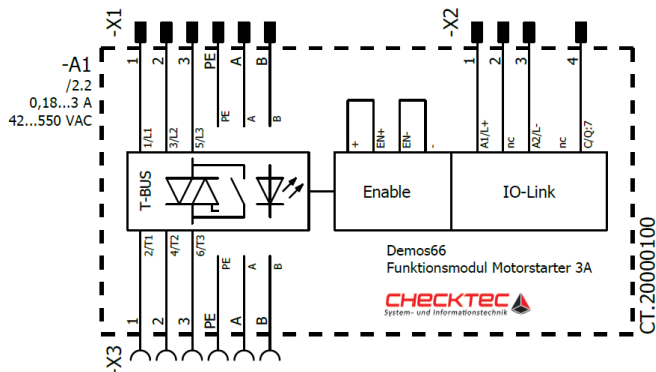 -X1
-X2
-A1
/2.2
0,18...3 A
42...550 VAC
1
2
3
PE
A
B
1
2
3
4
PE
A
B
1/L1
3/L2
5/L3
+
EN+
EN-
-
A1/L+
nc
A2/L-
nc
C/Q:7
T-BUS
Enable
IO-Link
2/T1
4/T2
6/T3
PE
A
B
Demos66
Funktionsmodul Motorstarter 3A
CHECKTEC
System- und Informationstechnik
CT.20000100
1
2
3
PE
A
B
-X3